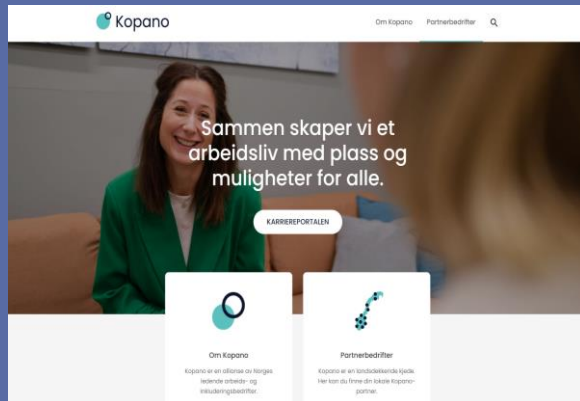 Kopano
Om Kopano
Partnerbedrifter
Sammen skaper vi et
arbeidsliv med plass og
muligheter for alle.
KARRIEREPORTALEN
Om Kopano
Kopano er en allianse av Norges
ledende arbeids- og
inkluderingsbedrifter.
Partnerbedrifter
Kopano er en landsdekkende kjede.
Her kan du finne din lokale Kopano-
partner.